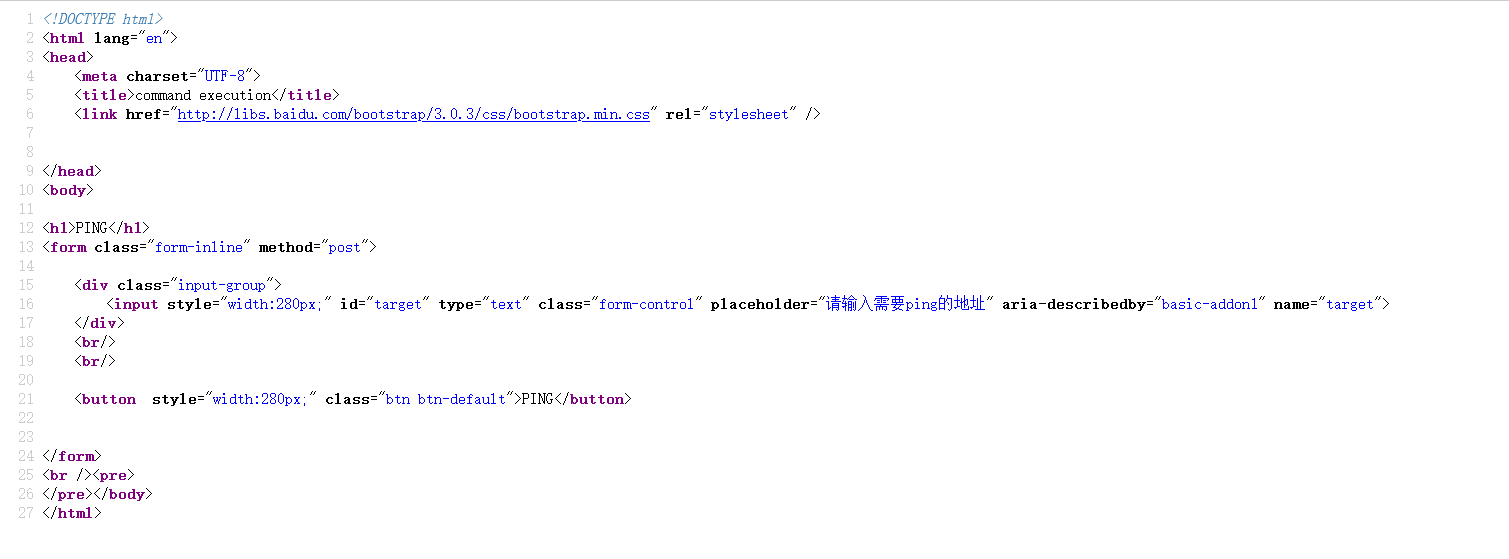 1 <!DOCTYPE html>
2 <html lang="en">
3 <head>
4     <meta charset="UTF-8">
5     <title>command execution</title>
6     <link href="http://libs.baidu.com/bootstrap/3.0.3/css/bootstrap.min.css" rel="stylesheet" />
7
8
9 </head>
10 <body>
11
12 <h1>PING</h1>
13 <form class="form-inline" method="post">
14
15     <div class="input-group">
16         <input style="width:280px;" id="target" type="text" class="form-control" placeholder="请输入需要ping的地址" aria-describedby="basic-addon1" name="target">
17     </div>
18     <br/>
19     <br/>
20
21     <button  style="width:280px;" class="btn btn-default">PING</button>
22
23
24 </form>
25 <br /><pre>
26 </pre></body>
27 </html>